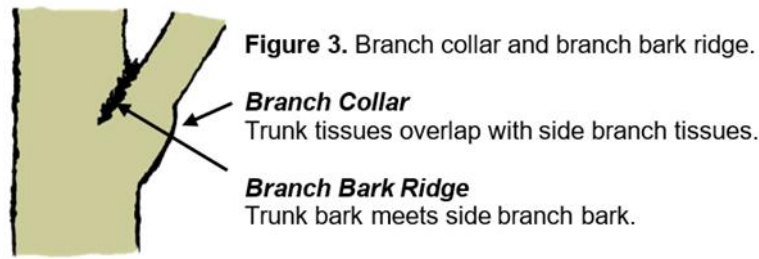 Figure 3. Branch collar and branch bark ridge.
Branch Collar
Trunk tissues overlap with side branch tissues.
Branch Bark Ridge
Trunk bark meets side branch bark.